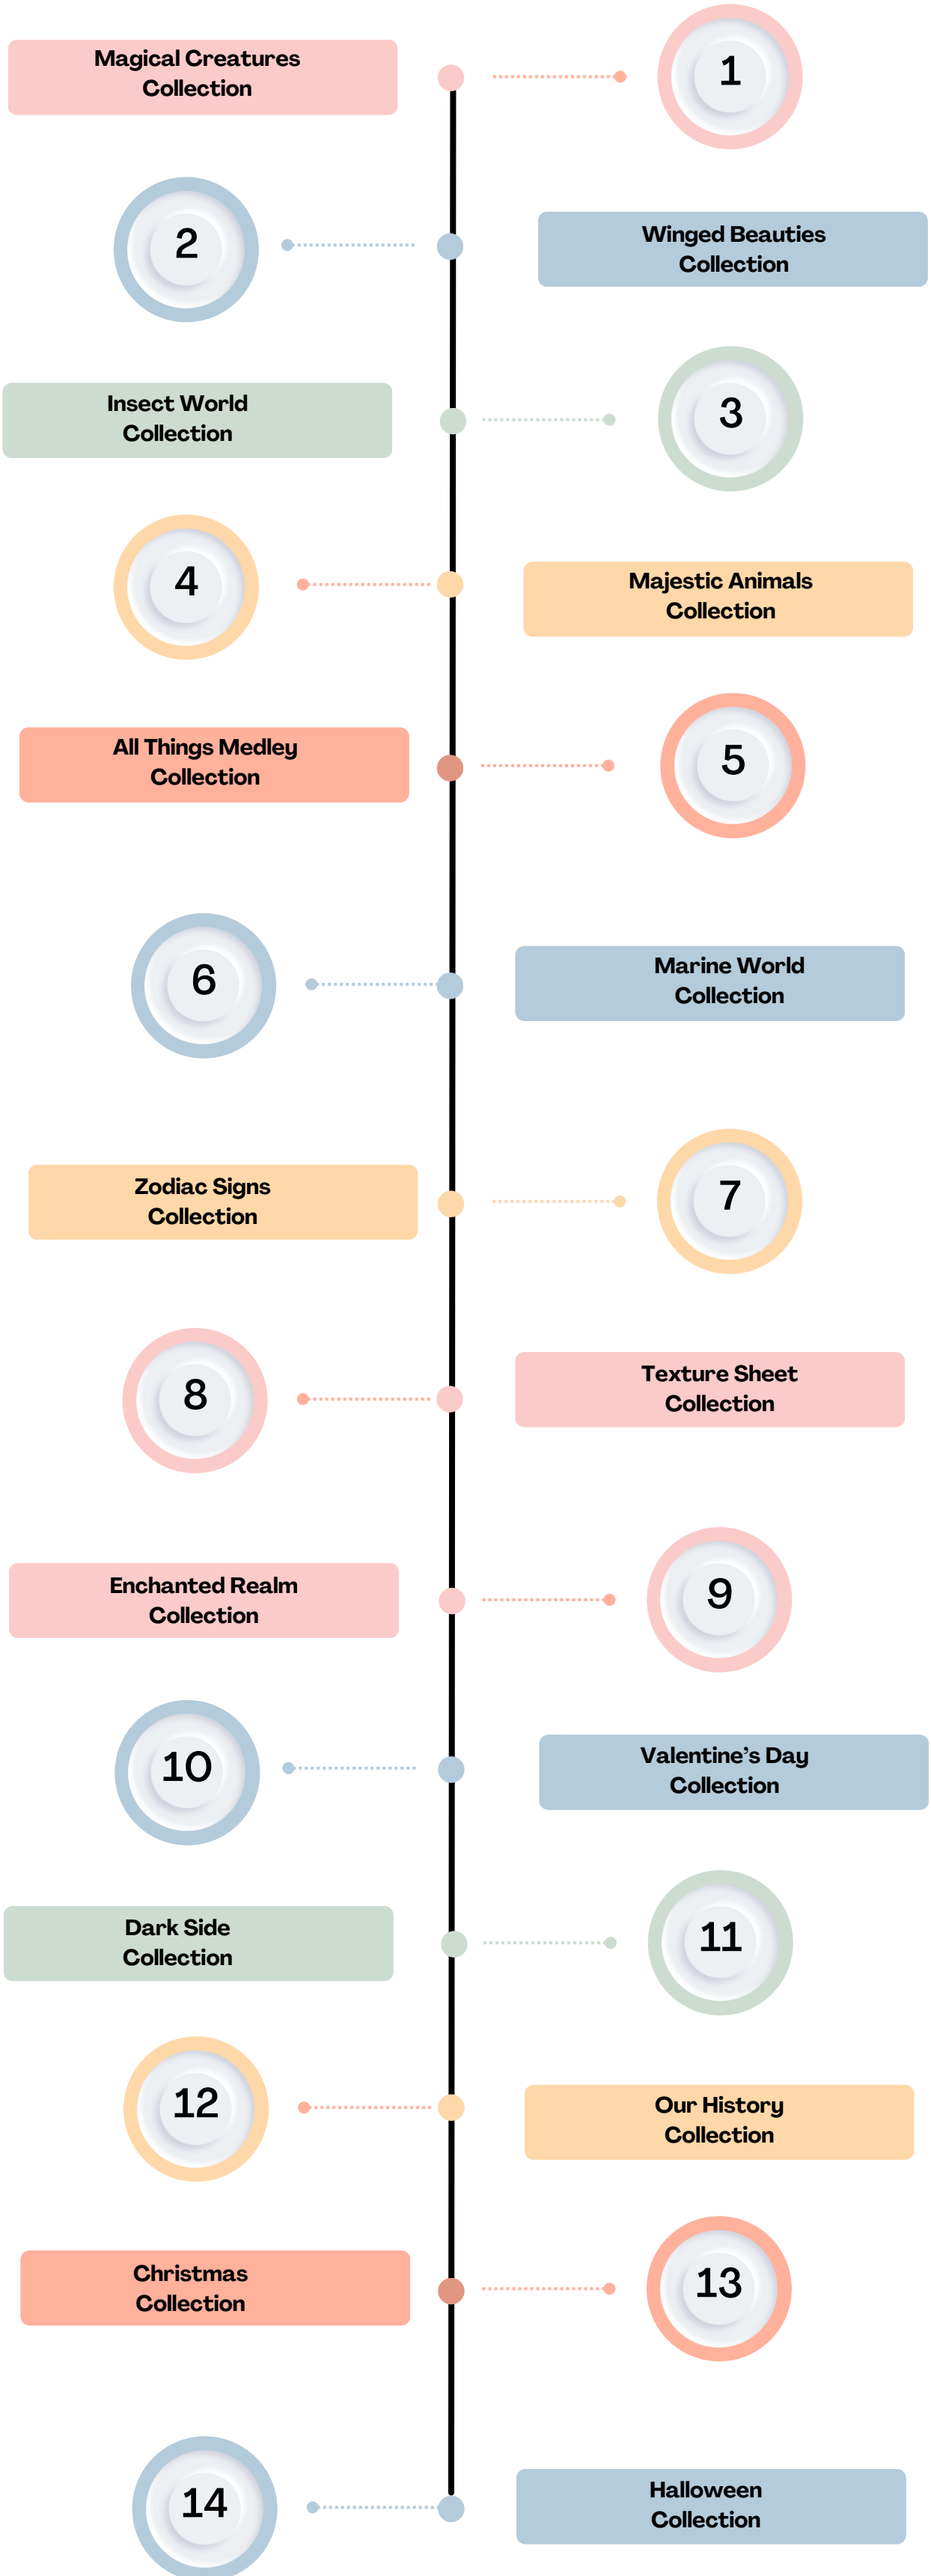 Magical Creatures
Collection
1
2
Winged Beauties
Collection
Insect World
Collection
3
4
Majestic Animals
Collection
All Things Medley
Collection
5
6
Marine World
Collection
Zodiac Signs
Collection
7
8
Texture Sheet
Collection
Enchanted Realm
Collection
9
10
Valentine’s Day
Collection
Dark Side
Collection
11
12
Our History
Collection
Christmas
Collection
13
14
Halloween
Collection